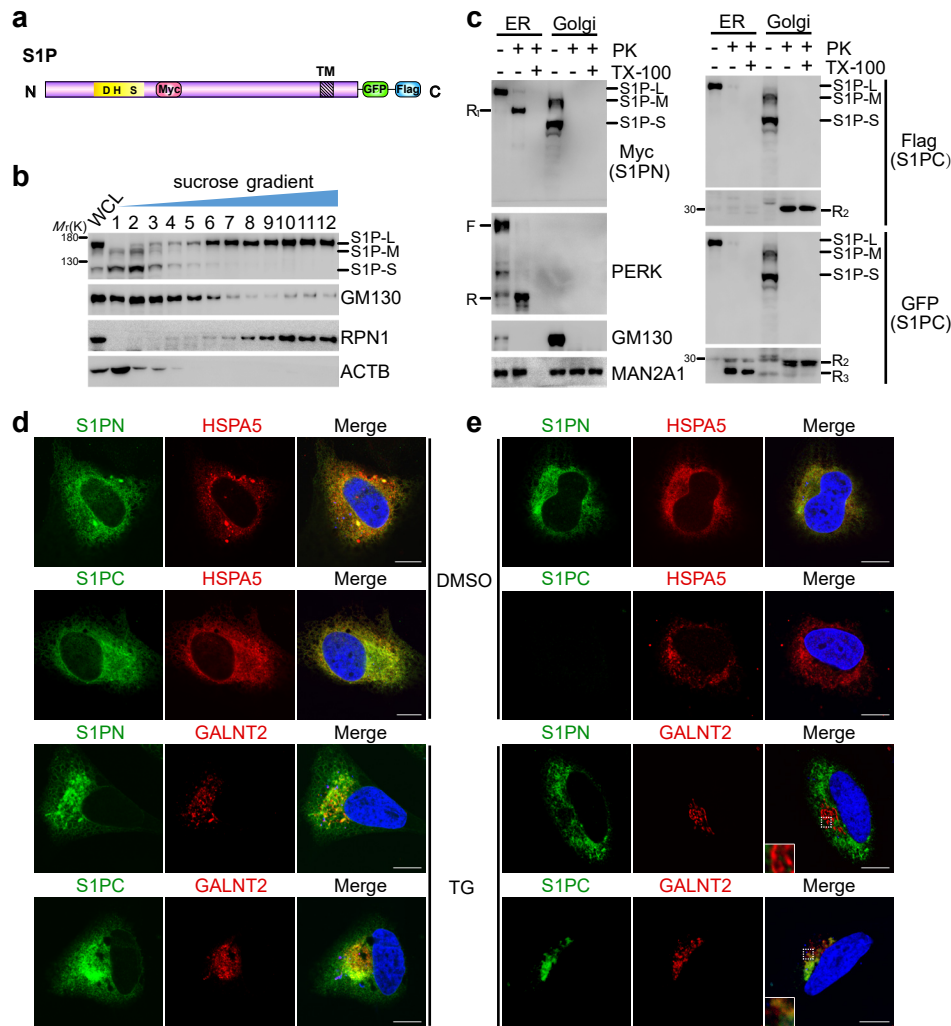 a
S1P
N
D H S
Myc
TM
GFP
Flag
C
b
sucrose gradient
WCL
Mr(K) 1 2 3 4 5 6 7 8 9 10 11 12
180
130
S1P-L
S1P-M
S1P-S
GM130
RPN1
ACTB
c
ER Golgi
- + + - + + PK
+ + TX-100
S1P-L
S1P-M
R1
S1P-S
Myc
(S1PN)
F
PERK
R
GM130
MAN2A1
ER Golgi
PK - + + - + +
TX-100 + +
S1P-L
S1P-M
S1P-S
Flag
(S1PC)
30
R2
S1P-L
S1P-M
S1P-S
GFP
(S1PC)
30
R2
R3
d
S1PN HSPA5 Merge
S1PC HSPA5 Merge
DMSO
S1PN GALNT2 Merge
S1PC GALNT2 Merge
TG
e
S1PN HSPA5 Merge
S1PC HSPA5 Merge
S1PN GALNT2 Merge
S1PC GALNT2 Merge